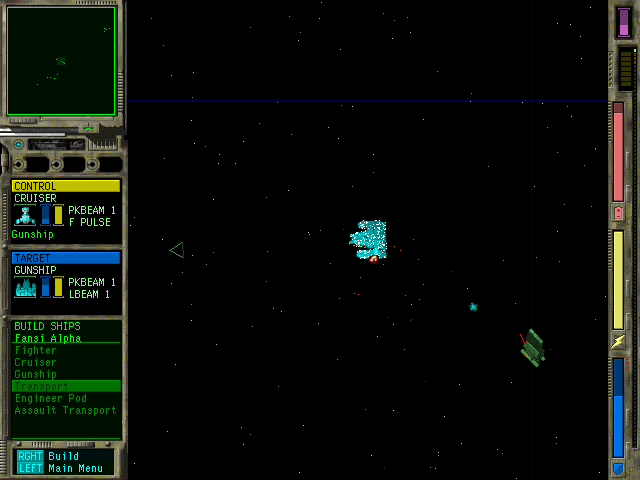 CONTROL
CRUISER
PKBEAM 1
F PULSE
Gunship
TARGET
GUNSHIP
PKBEAM 1
LBEAM 1
BUILD SHIPS
Fansi Alpha
Fighter
Cruiser
Gunship
Transport
Engineer Pod
Assault Transport
RGHT Build
LEFT Main Menu